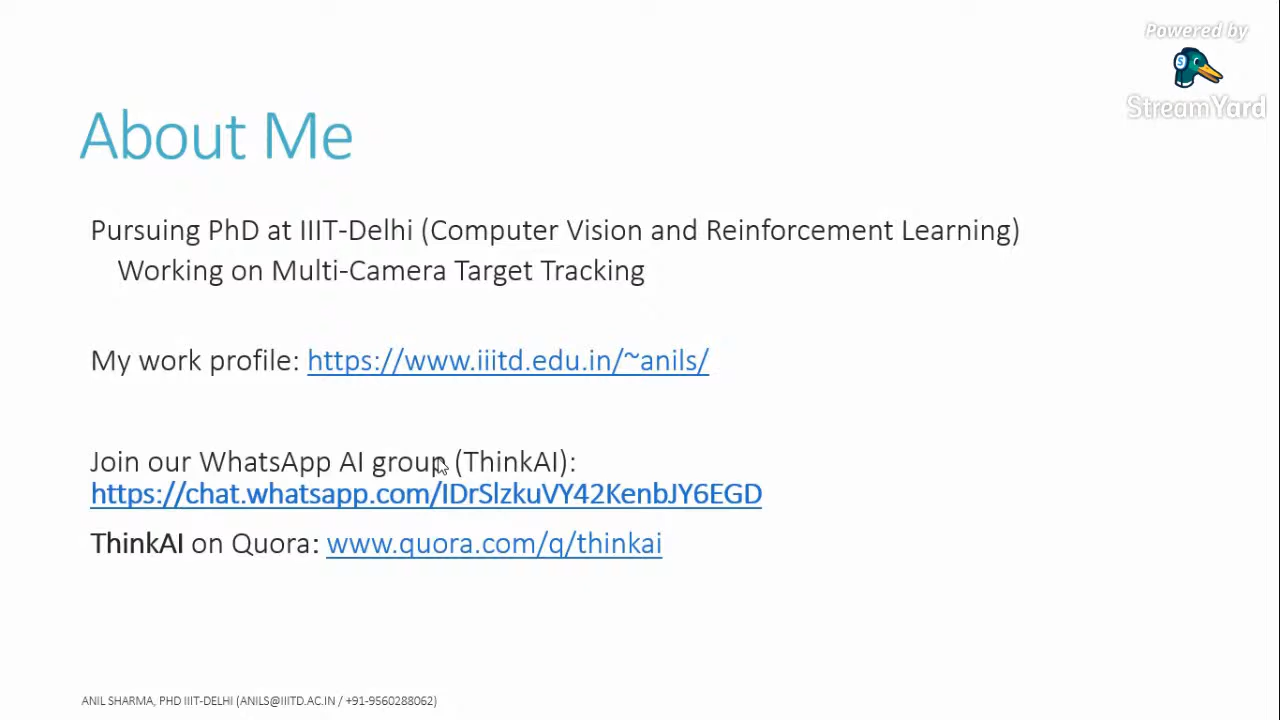 Powered by
StreamYard
About Me
Pursuing PhD at IIIT-Delhi (Computer Vision and Reinforcement Learning)
Working on Multi-Camera Target Tracking
My work profile: https://www.iiitd.edu.in/~anils/
Join our WhatsApp AI group (ThinkAI):
https://chat.whatsapp.com/IDrSlzkuVY42KenbJY6EGD
ThinkAI on Quora: www.quora.com/q/thinkai
ANIL SHARMA, PHD IIIT-DELHI (ANILS@IIITD.AC.IN / +91-9560288062)